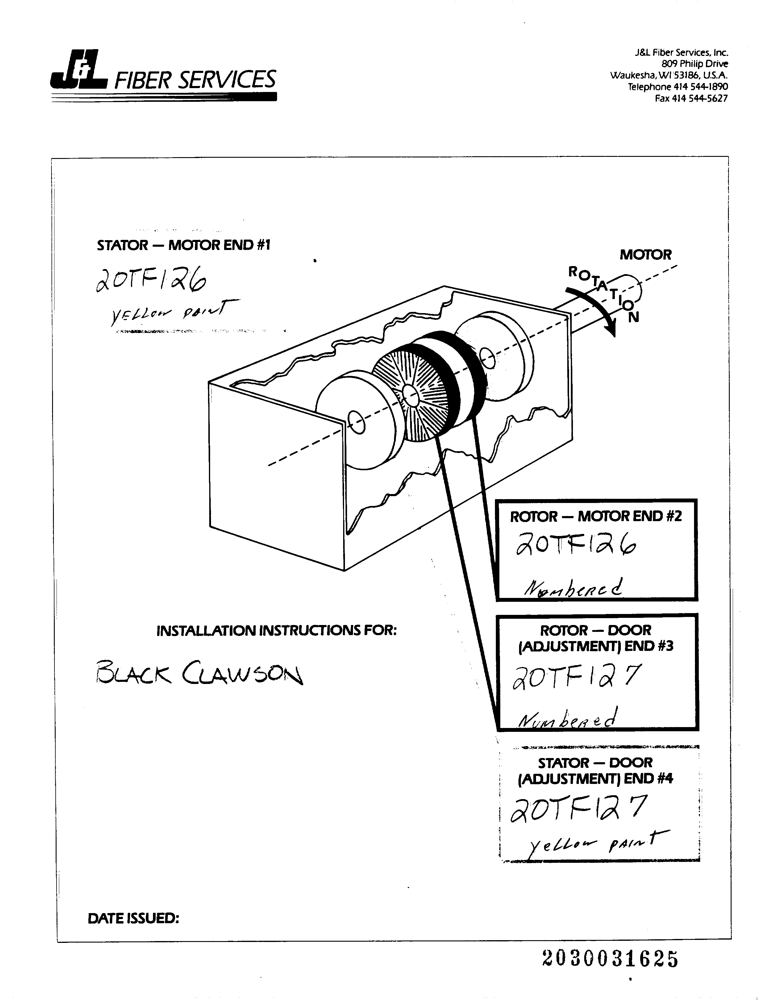 J&L FIBER SERVICES
J&L Fiber Services, Inc.
809 Philip Drive
Waukesha, WI 53186, U.S.A.
Telephone 414 544-1890
Fax 414 544-5627
STATOR — MOTOR END #1
20TF126
yELLow pAiNT
MOTOR
ROTATION
ROTOR — MOTOR END #2
20TF126
Numbered
INSTALLATION INSTRUCTIONS FOR:
BLACK CLAWSON
ROTOR — DOOR
(ADJUSTMENT) END #3
20TF127
Numbered
STATOR — DOOR
(ADJUSTMENT) END #4
20TF127
yeLLow pAiNT
DATE ISSUED:
2030031625